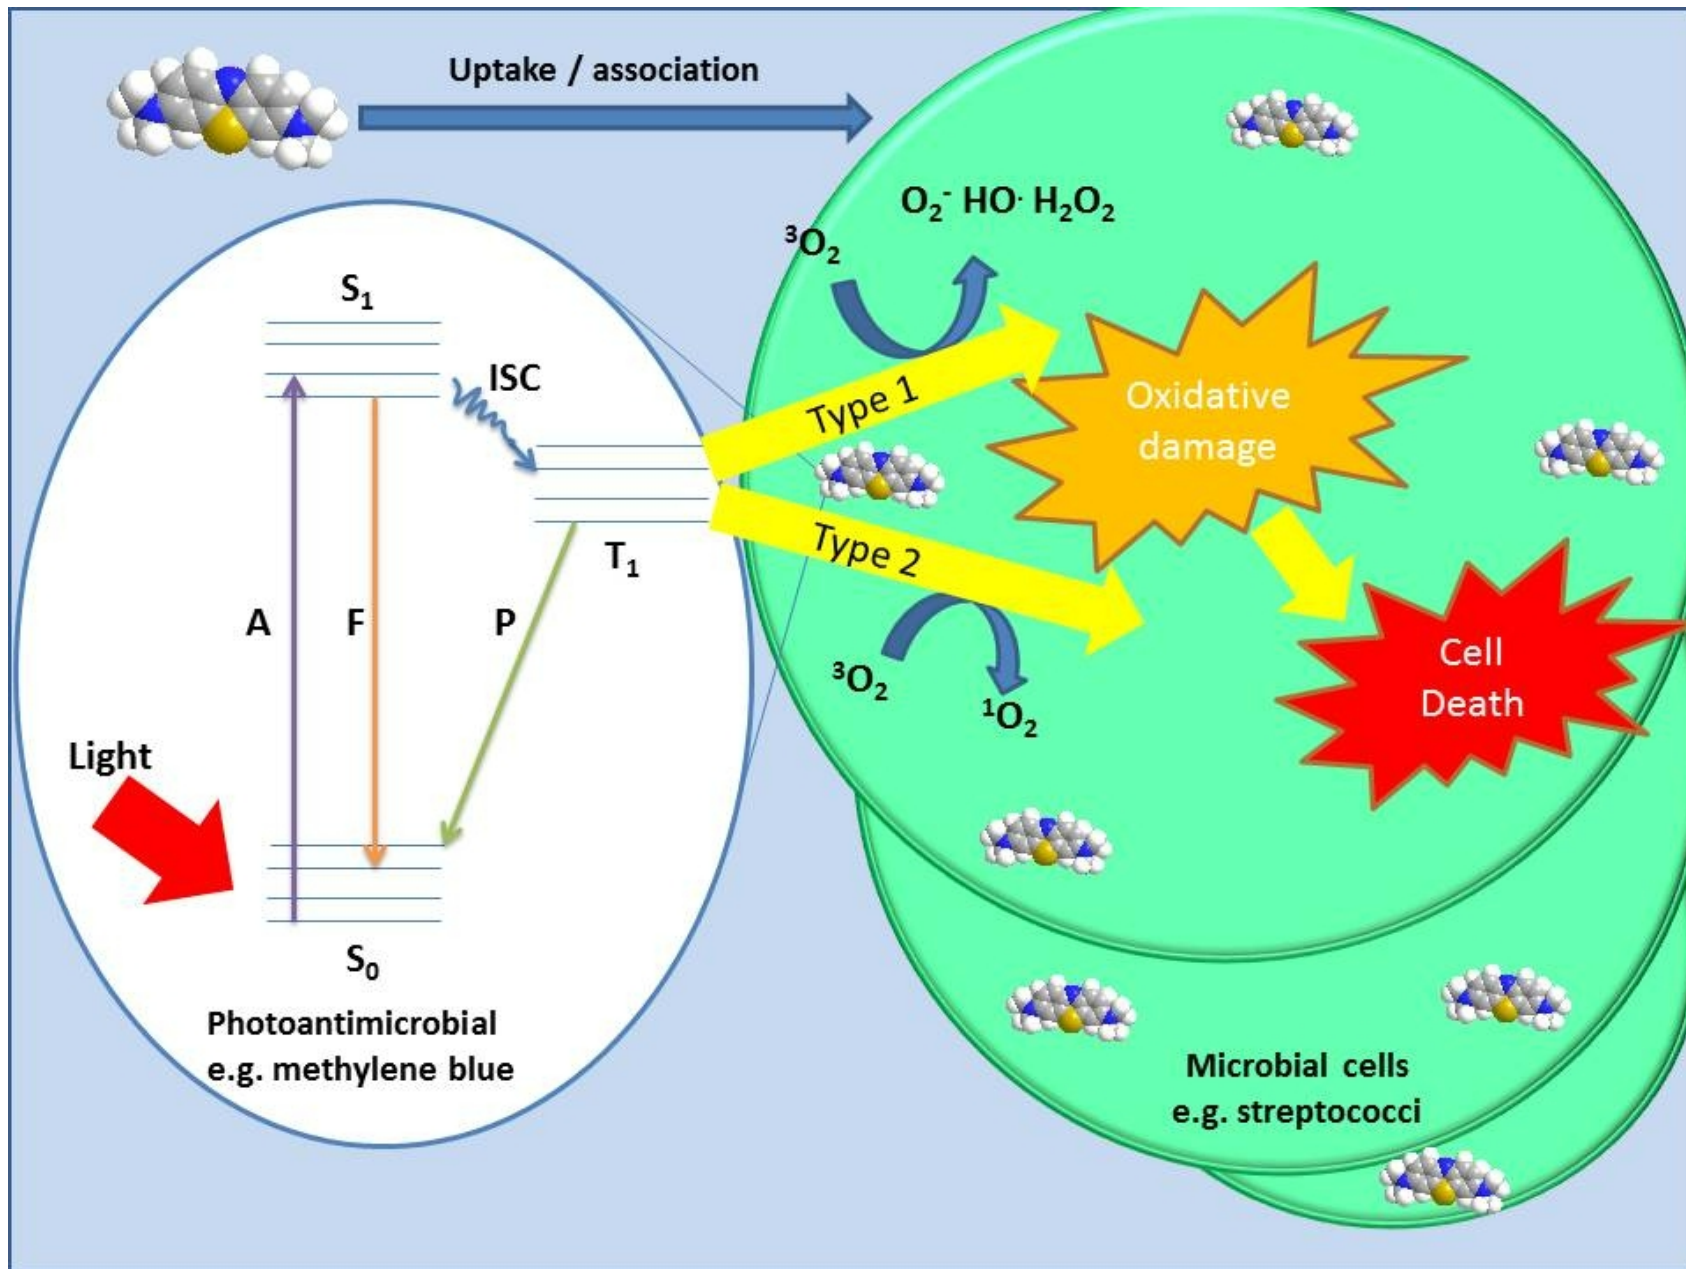 Uptake / association
O₂⁻ HO· H₂O₂
³O₂
S₁
ISC
Type 1
Oxidative
damage
Type 2
T₁
A
F
P
³O₂
¹O₂
Cell
Death
Light
S₀
Photoantimicrobial
e.g. methylene blue
Microbial cells
e.g. streptococci